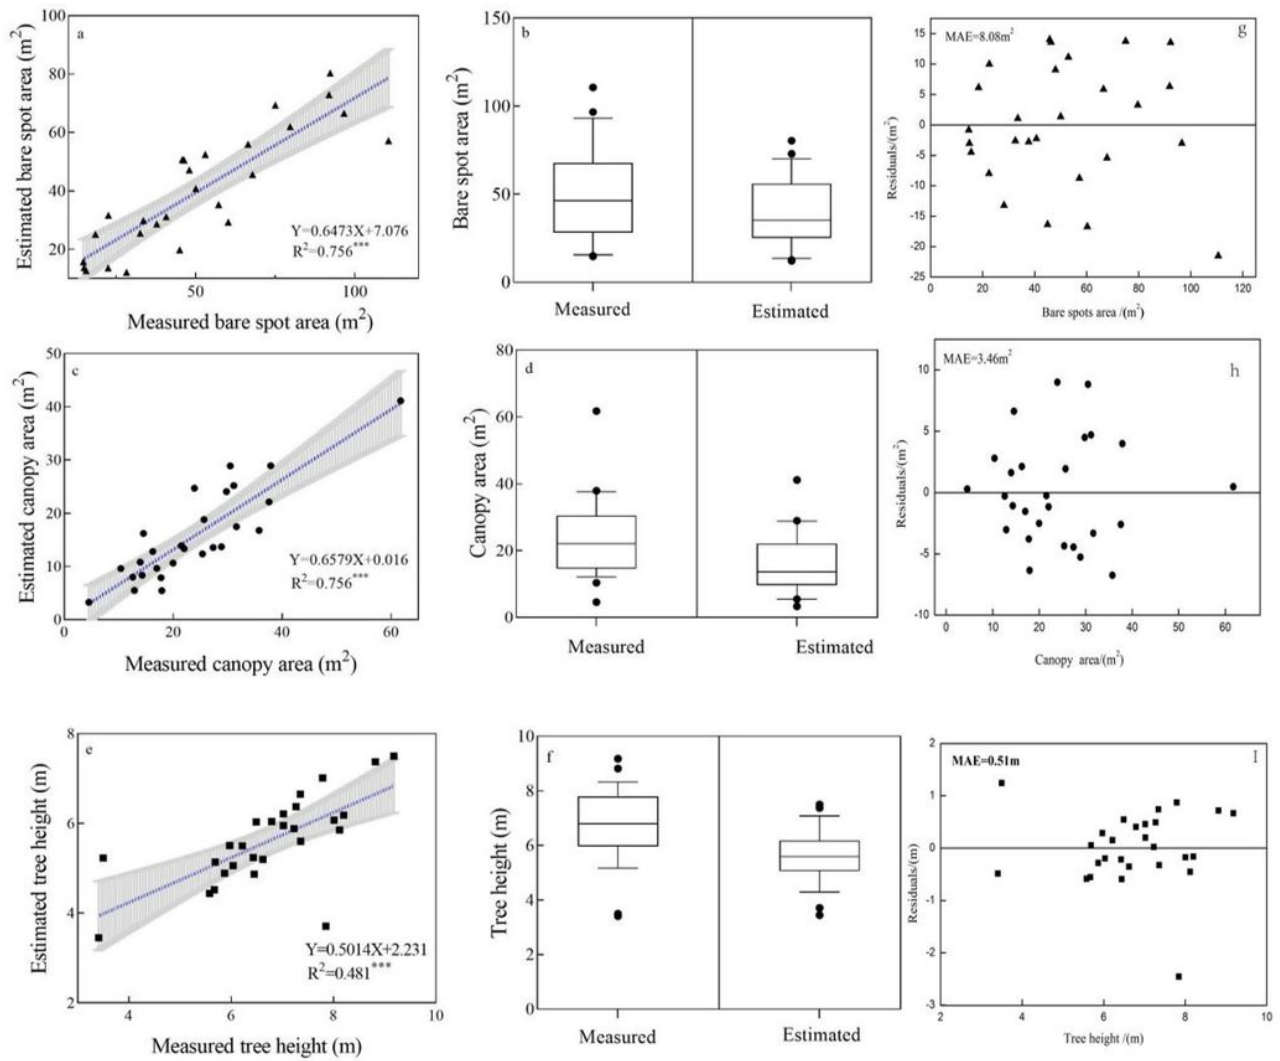 a
Estimated bare spot area (m²)
100
80
60
40
20
50
100
Y=0.6473X+7.076
R²=0.756***
Measured bare spot area (m²)
b
Bare spot area (m²)
150
100
50
0
Measured
Estimated
g
MAE=8.08m²
Residuals/(m²)
15
10
5
0
-5
-10
-15
-20
-25
0
20
40
60
80
100
120
Bare spots area /(m²)
c
Estimated canopy area (m²)
50
40
30
20
10
0
0
20
40
60
Y=0.6579X+0.016
R²=0.756***
Measured canopy area (m²)
d
Canopy area (m²)
80
60
40
20
0
Measured
Estimated
h
MAE=3.46m²
Residuals/(m²)
10
5
0
-5
-10
0
10
20
30
40
50
60
Canopy area/(m²)
e
Estimated tree height (m)
8
6
4
2
4
6
8
10
Y=0.5014X+2.231
R²=0.481***
Measured tree height (m)
f
Tree height (m)
10
8
6
4
2
0
Measured
Estimated
I
MAE=0.51m
Residuals/(m)
2
1
0
-1
-2
-3
2
4
6
8
10
Tree height /(m)